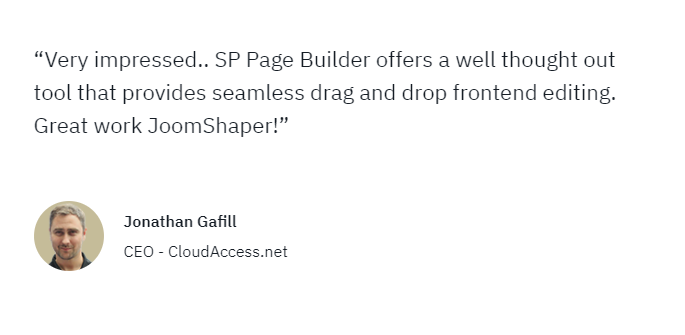 “Very impressed.. SP Page Builder offers a well thought out
tool that provides seamless drag and drop frontend editing.
Great work JoomShaper!”
Jonathan Gafill
CEO - CloudAccess.net